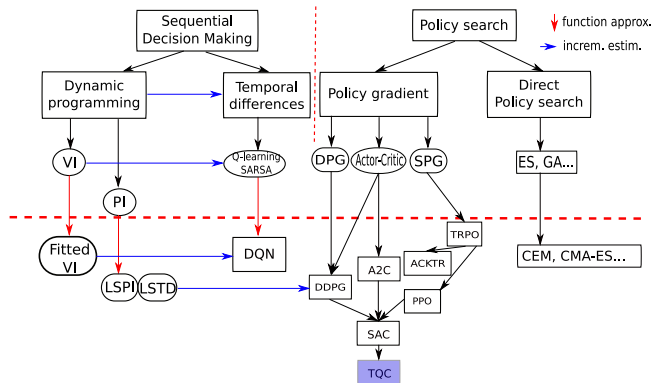 Sequential
Decision Making
Policy search
function approx.
increm. estim.
Dynamic
programming
Temporal
differences
Policy gradient
Direct
Policy search
VI
Q-learning
SARSA
DPG
Actor-Critic
SPG
ES, GA...
PI
Fitted
VI
DQN
TRPO
CEM, CMA-ES...
LSPI
LSTD
DDPG
A2C
ACKTR
PPO
SAC
TQC